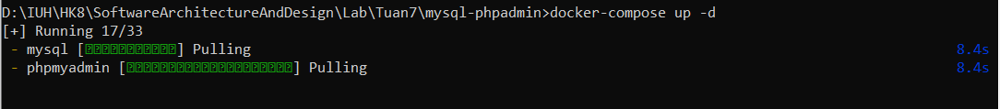 D:\IUH\HK8\SoftwareArchitectureAndDesign\Lab\Tuan7\mysql-phpadmin>docker-compose up -d
[+] Running 17/33
- mysql [⍰⍰⍰⍰⍰⍰⍰⍰⍰⍰⍰] Pulling 8.4s
- phpmyadmin [⍰⍰⍰⍰⍰⍰⍰⍰⍰⍰⍰⍰⍰⍰⍰⍰⍰⍰⍰⍰] Pulling 8.4s